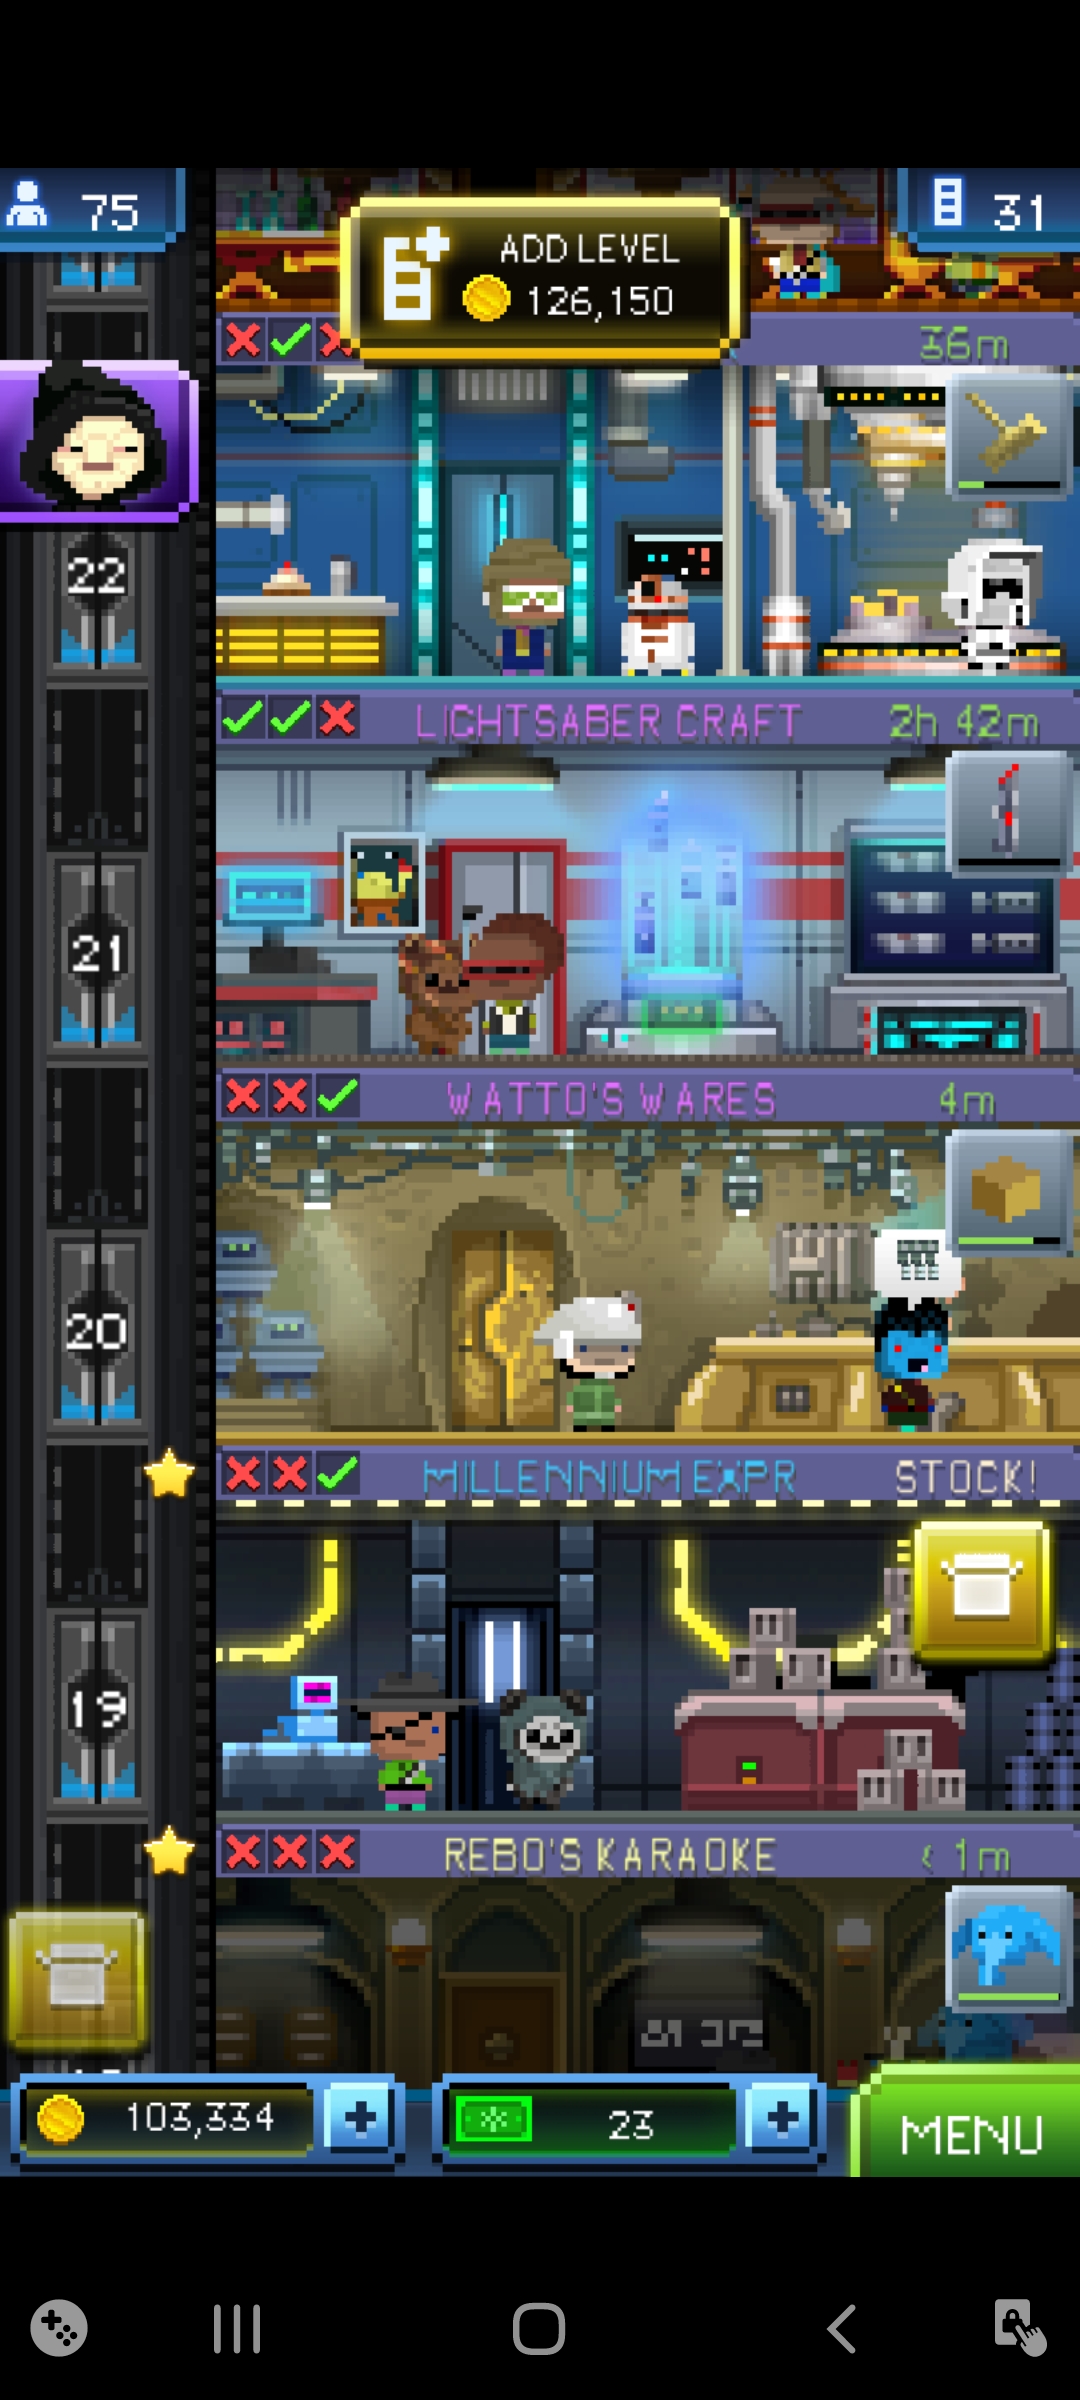 75
ADD LEVEL
126,150
31
36m
22
LIGHTSABER CRAFT 2h 42m
21
WATTO'S WARES 4m
20
MILLENNIUM EXPR STOCK!
19
REBO'S KARAOKE < 1m
103,334
23
MENU